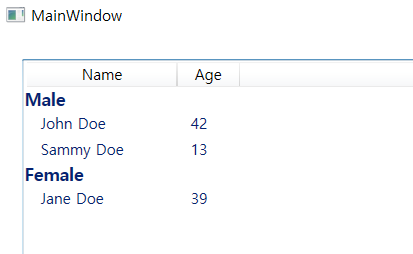 MainWindow
Name Age
Male
John Doe 42
Sammy Doe 13
Female
Jane Doe 39